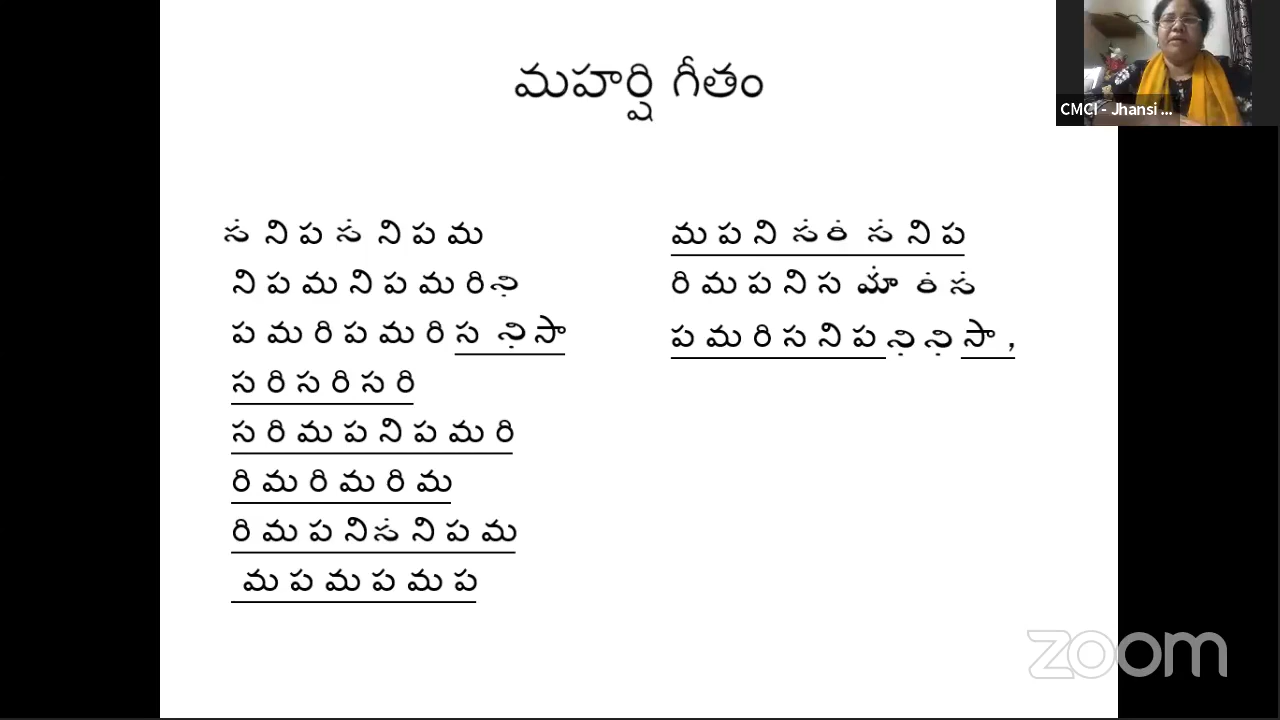 మహర్షి గీతం
స̇ ని ప స̇ ని ప మ
ని ప మ ని ప మ రిని̣
ప మ రి ప మ రి స ని̣సా
స రి స రి స రి
స రి మ ప ని ప మ రి
రి మ రి మ రి మ
రి మ ప నిస̇ ని ప మ
మ ప మ ప మ ప
మ ప ని స̇రి̇ స̇ ని ప
రి మ ప ని స మా̇ రి̇ స̇
ప మ రి స ని ప ని̣ ని̣ సా ,
CMCI - Jhansi ...
zoom